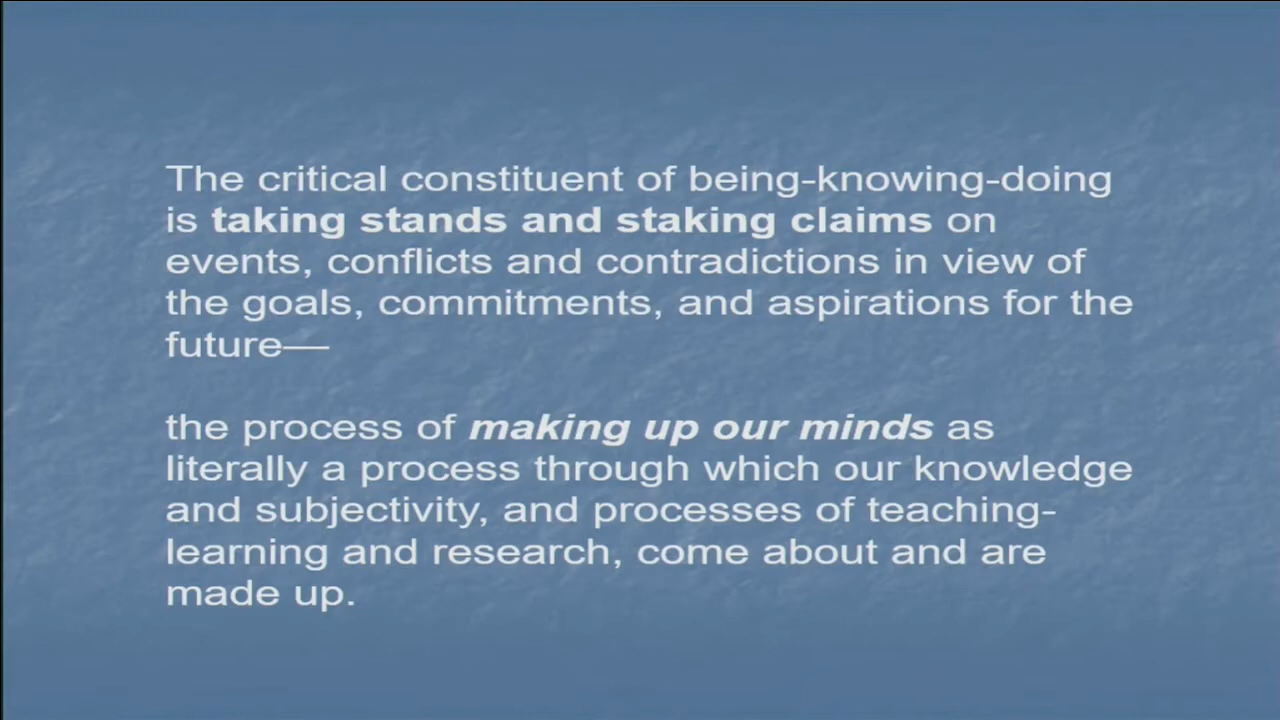 The critical constituent of being-knowing-doing
is taking stands and staking claims on
events, conflicts and contradictions in view of
the goals, commitments, and aspirations for the
future—
the process of making up our minds as
literally a process through which our knowledge
and subjectivity, and processes of teaching-
learning and research, come about and are
made up.